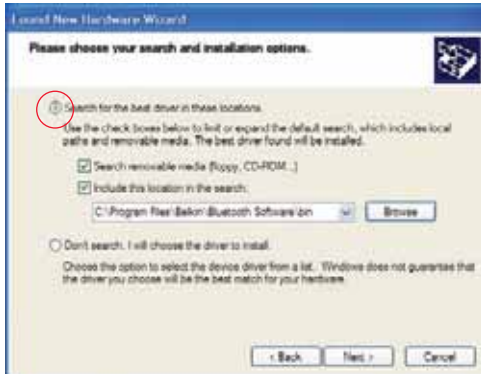 Found New Hardware Wizard
Please choose your search and installation options.
Search for the best driver in these locations.
Use the check boxes below to limit or expand the default search, which includes local
paths and removable media. The best driver found will be installed.
Search removable media (floppy, CD-ROM...)
Include this location in the search:
C:\Program Files\Belkin\Bluetooth Software\bin
Browse
Don't search. I will choose the driver to install.
Choose this option to select the device driver from a list. Windows does not guarantee that
the driver you choose will be the best match for your hardware.
< Back
Next >
Cancel